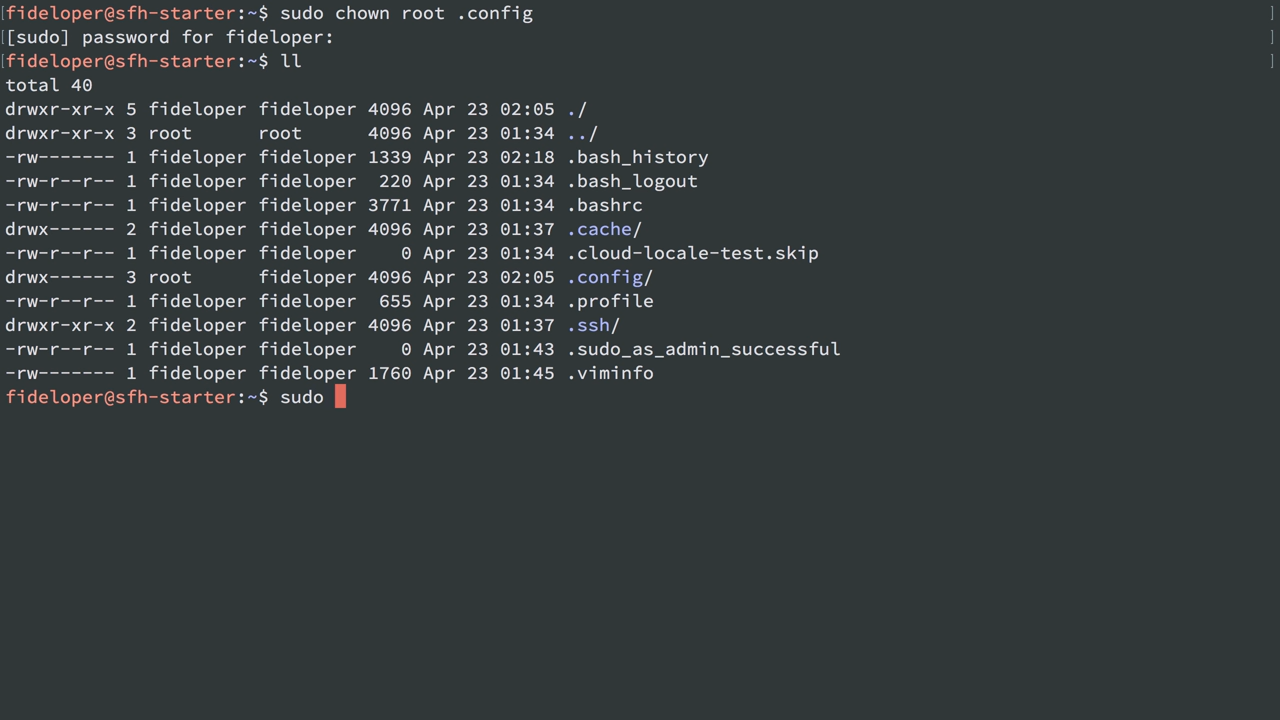 [fideloper@sfh-starter:~$ sudo chown root .config ]
[[sudo] password for fideloper: ]
[fideloper@sfh-starter:~$ ll ]
total 40
drwxr-xr-x 5 fideloper fideloper 4096 Apr 23 02:05 ./
drwxr-xr-x 3 root      root      4096 Apr 23 01:34 ../
-rw------- 1 fideloper fideloper 1339 Apr 23 02:18 .bash_history
-rw-r--r-- 1 fideloper fideloper  220 Apr 23 01:34 .bash_logout
-rw-r--r-- 1 fideloper fideloper 3771 Apr 23 01:34 .bashrc
drwx------ 2 fideloper fideloper 4096 Apr 23 01:37 .cache/
-rw-r--r-- 1 fideloper fideloper    0 Apr 23 01:34 .cloud-locale-test.skip
drwx------ 3 root      fideloper 4096 Apr 23 02:05 .config/
-rw-r--r-- 1 fideloper fideloper  655 Apr 23 01:34 .profile
drwxr-xr-x 2 fideloper fideloper 4096 Apr 23 01:37 .ssh/
-rw-r--r-- 1 fideloper fideloper    0 Apr 23 01:43 .sudo_as_admin_successful
-rw------- 1 fideloper fideloper 1760 Apr 23 01:45 .viminfo
fideloper@sfh-starter:~$ sudo